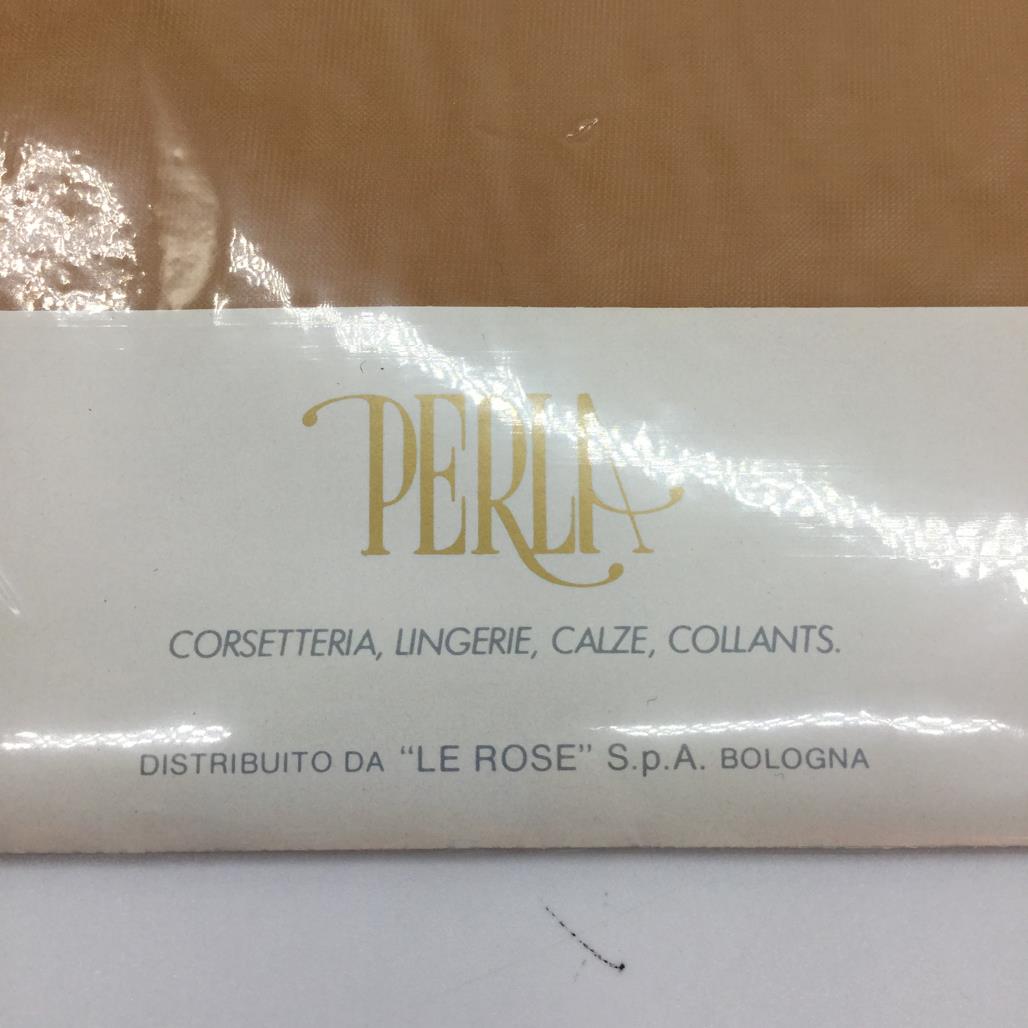 PERLA
CORSETTERIA, LINGERIE, CALZE, COLLANTS.
DISTRIBUITO DA "LE ROSE" S.p.A. BOLOGNA